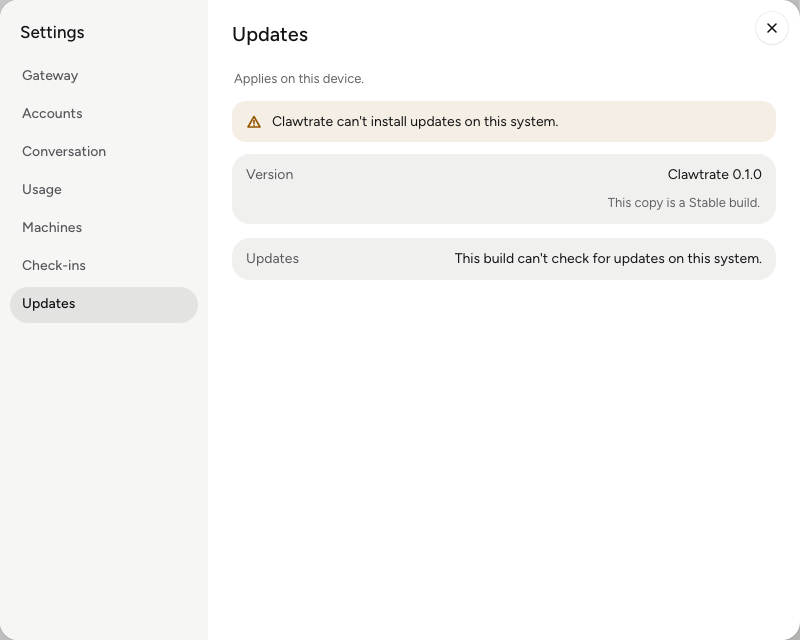 Settings
Gateway
Accounts
Conversation
Usage
Machines
Check-ins
Updates
Updates
Applies on this device.
Clawtrate can't install updates on this system.
Version
Clawtrate 0.1.0
This copy is a Stable build.
Updates
This build can't check for updates on this system.